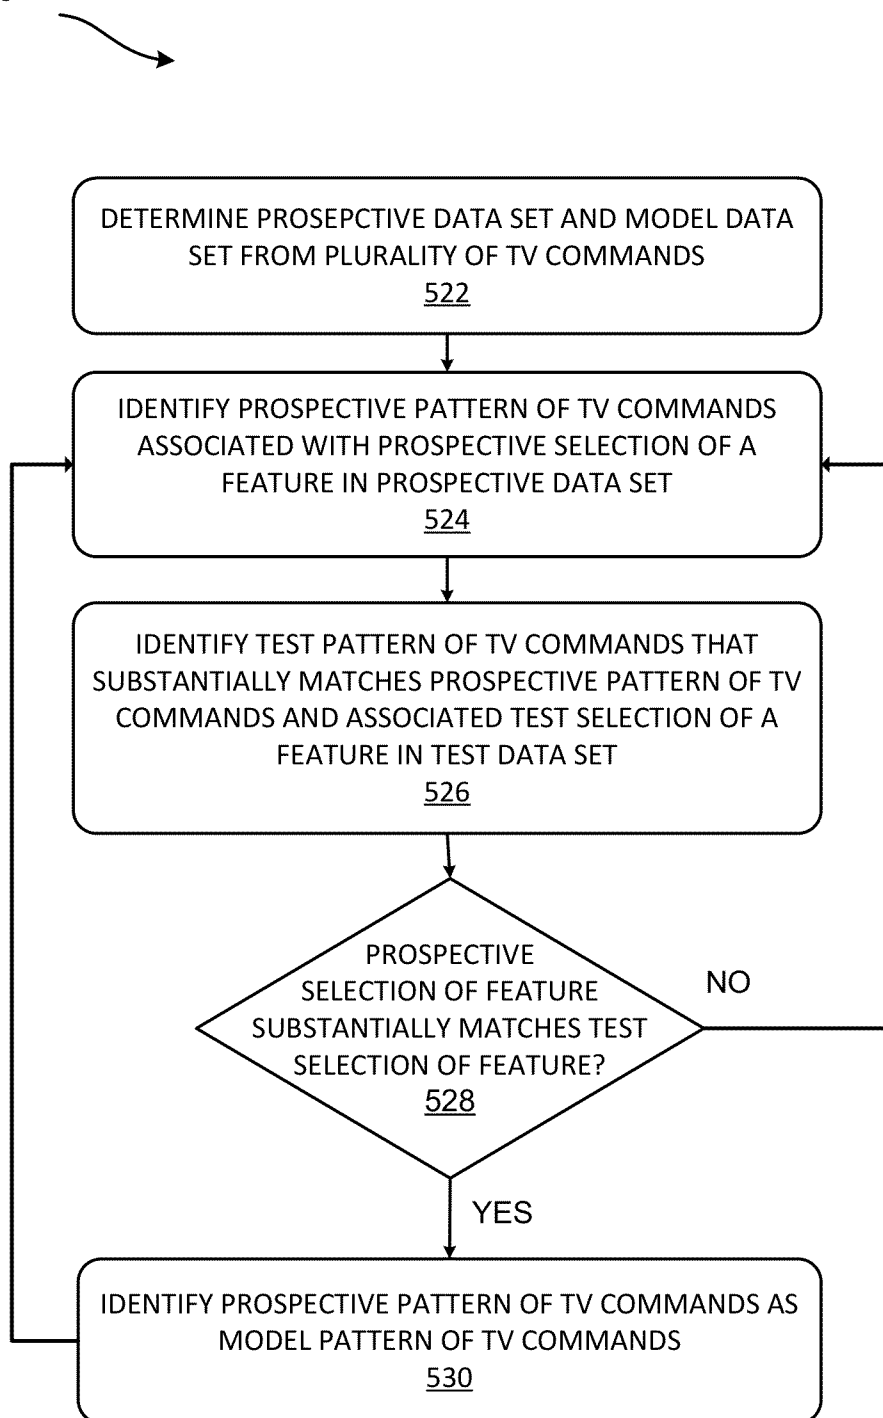 DETERMINE PROSEPCTIVE DATA SET AND MODEL DATA
SET FROM PLURALITY OF TV COMMANDS
522
IDENTIFY PROSPECTIVE PATTERN OF TV COMMANDS
ASSOCIATED WITH PROSPECTIVE SELECTION OF A
FEATURE IN PROSPECTIVE DATA SET
524
IDENTIFY TEST PATTERN OF TV COMMANDS THAT
SUBSTANTIALLY MATCHES PROSPECTIVE PATTERN OF TV
COMMANDS AND ASSOCIATED TEST SELECTION OF A
FEATURE IN TEST DATA SET
526
PROSPECTIVE
SELECTION OF FEATURE
SUBSTANTIALLY MATCHES TEST
SELECTION OF FEATURE?
528
NO
YES
IDENTIFY PROSPECTIVE PATTERN OF TV COMMANDS AS
MODEL PATTERN OF TV COMMANDS
530